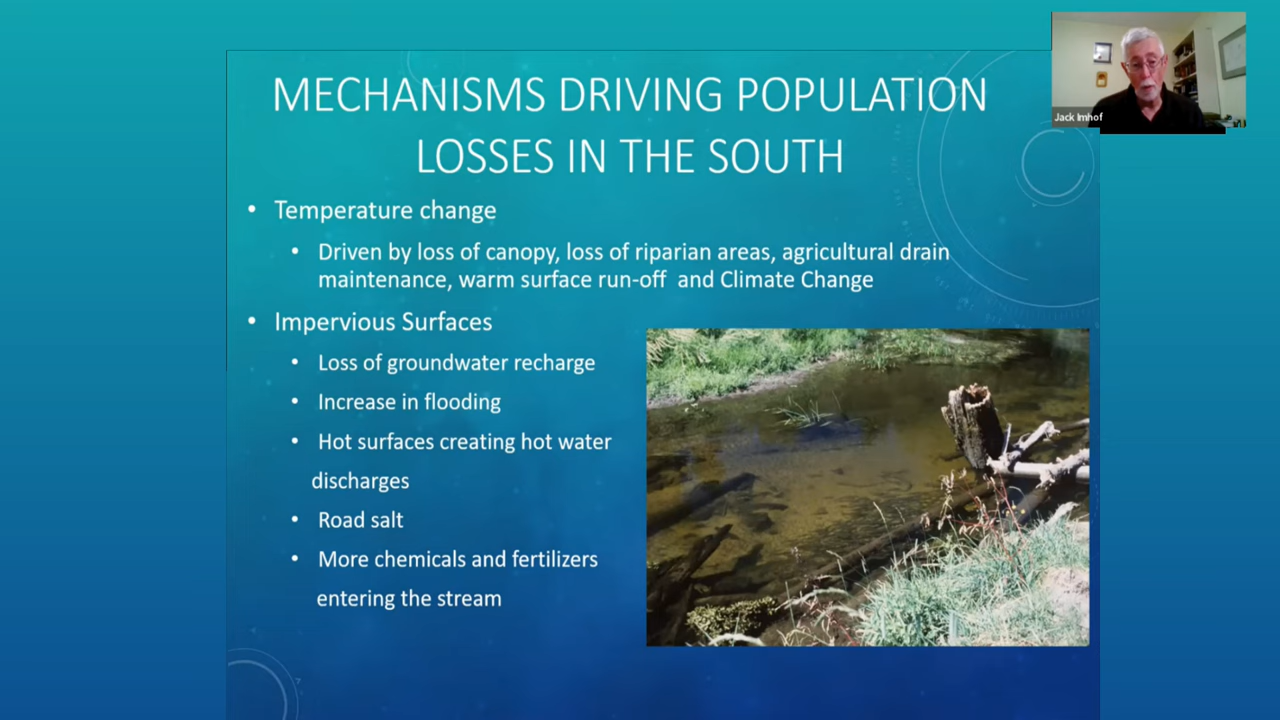 MECHANISMS DRIVING POPULATION
LOSSES IN THE SOUTH
Jack Imhof
• Temperature change
• Driven by loss of canopy, loss of riparian areas, agricultural drain
maintenance, warm surface run-off and Climate Change
• Impervious Surfaces
• Loss of groundwater recharge
• Increase in flooding
• Hot surfaces creating hot water
discharges
• Road salt
• More chemicals and fertilizers
entering the stream